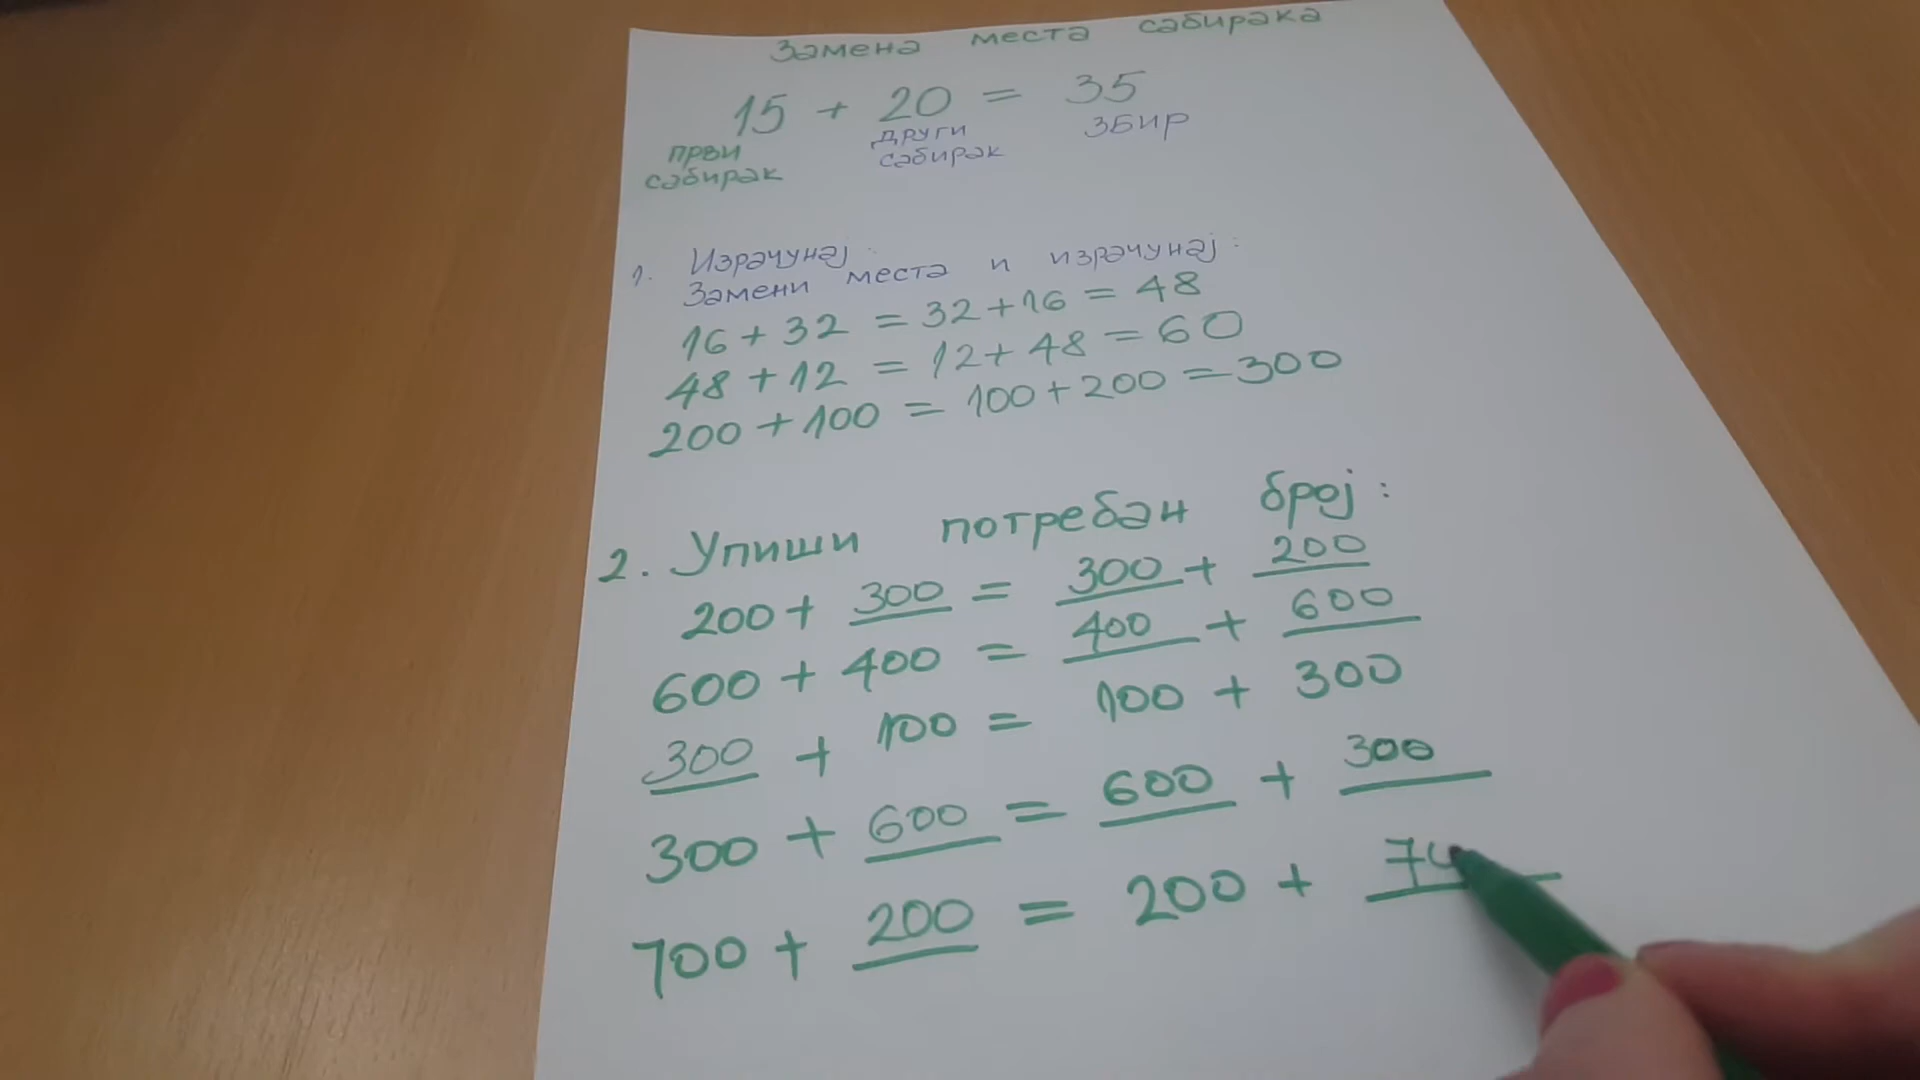 Замена места сабирака
15 + 20 = 35
први сабирак други сабирак збир
1. Израчунај:
Замени места и израчунај:
16 + 32 = 32 + 16 = 48
48 + 12 = 12 + 48 = 60
200 + 100 = 100 + 200 = 300
2. Упиши потребан број:
200 + 300 = 300 + 200
600 + 400 = 400 + 600
300 + 100 = 100 + 300
300 + 600 = 600 + 300
700 + 200 = 200 + 7